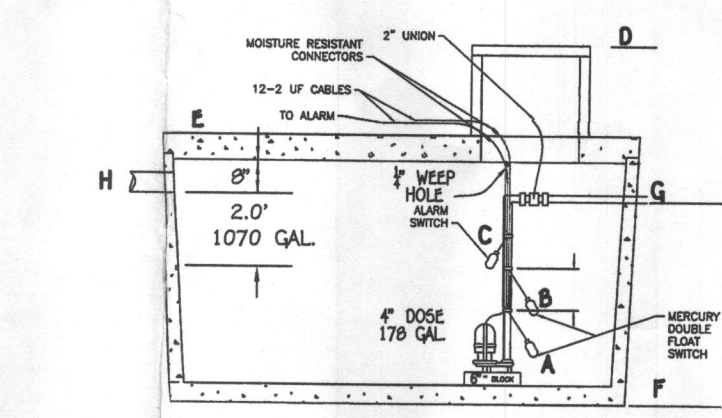 2" UNION
D
MOISTURE RESISTANT
CONNECTORS
12-2 UF CABLES
TO ALARM
E
H
8"
2.0'
1070 GAL.
1/4" WEEP
HOLE
ALARM
SWITCH
C
G
B
4" DOSE
178 GAL.
A
MERCURY
DOUBLE
FLOAT
SWITCH
6" BLOCK
F